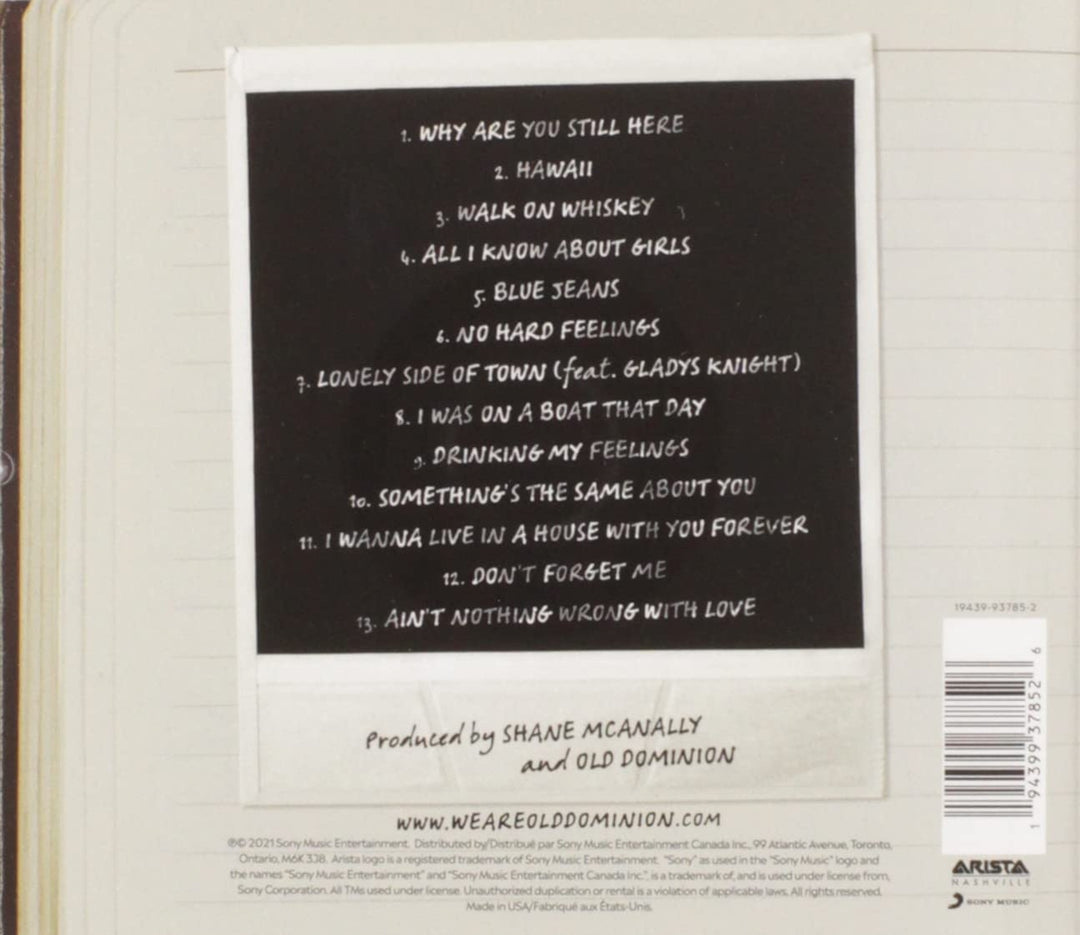 1. WHY ARE YOU STILL HERE
2. HAWAII
3. WALK ON WHISKEY
4. ALL I KNOW ABOUT GIRLS
5. BLUE JEANS
6. NO HARD FEELINGS
7. LONELY SIDE OF TOWN (feat. GLADYS KNIGHT)
8. I WAS ON A BOAT THAT DAY
9. DRINKING MY FEELINGS
10. SOMETHING'S THE SAME ABOUT YOU
11. I WANNA LIVE IN A HOUSE WITH YOU FOREVER
12. DON'T FORGET ME
13. AIN'T NOTHING WRONG WITH LOVE
Produced by SHANE MCANALLY
and OLD DOMINION
WWW.WEAREOLDDOMINION.COM
℗© 2021 Sony Music Entertainment. Distributed by/Distribué par Sony Music Entertainment Canada Inc., 99 Atlantic Avenue, Toronto,
Ontario, M6K 3J8. Arista logo is a registered trademark of Sony Music Entertainment. "Sony" as used in the "Sony Music" logo and
the names "Sony Music Entertainment" and "Sony Music Entertainment Canada Inc.", is a trademark of, and is used under license from,
Sony Corporation. All TMs used under license. Unauthorized duplication or rental is a violation of applicable laws. All rights reserved.
Made in USA/Fabriqué aux États-Unis.
19439-93785-2
1 94399 37852 6
ARISTA
NASHVILLE
SONY MUSIC